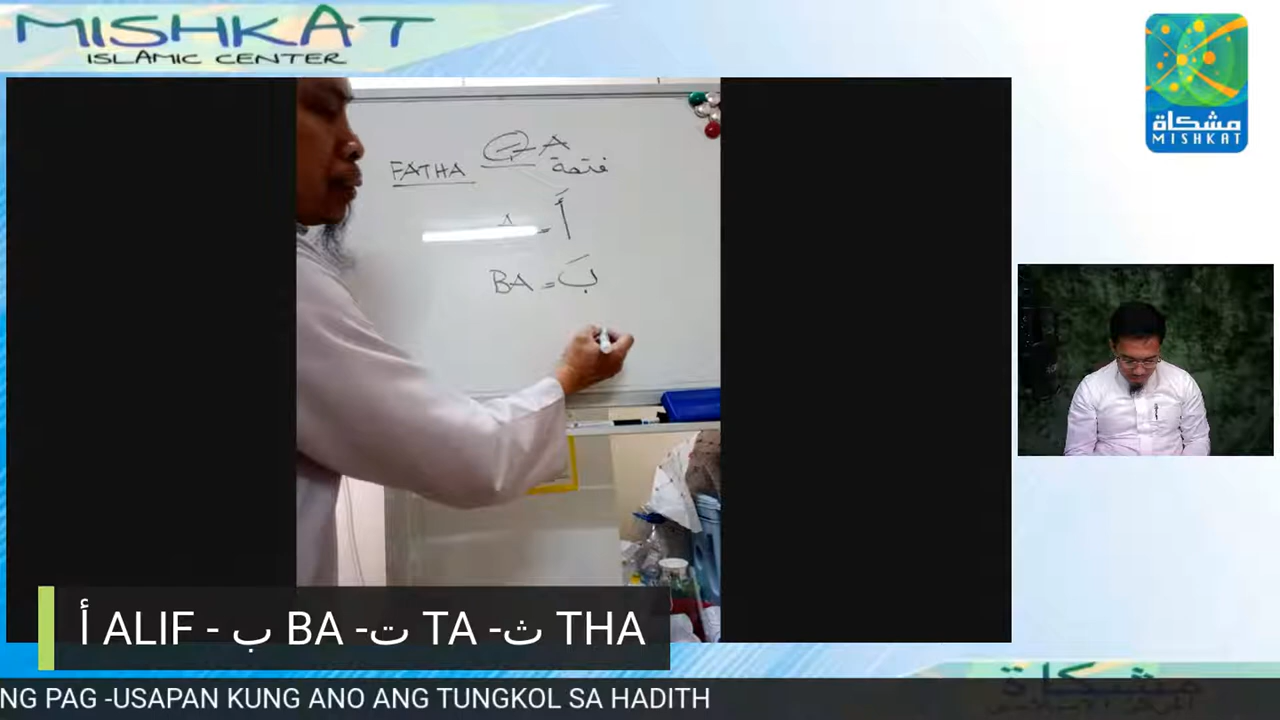 MISHKAT
ISLAMIC CENTER
مشكاة
MISHKAT
A
FATHA
فتحة
A = أَ
BA = بَ
أ ALIF - ب BA -ت TA -ث THA
NG PAG -USAPAN KUNG ANO ANG TUNGKOL SA HADITH
مشكاة